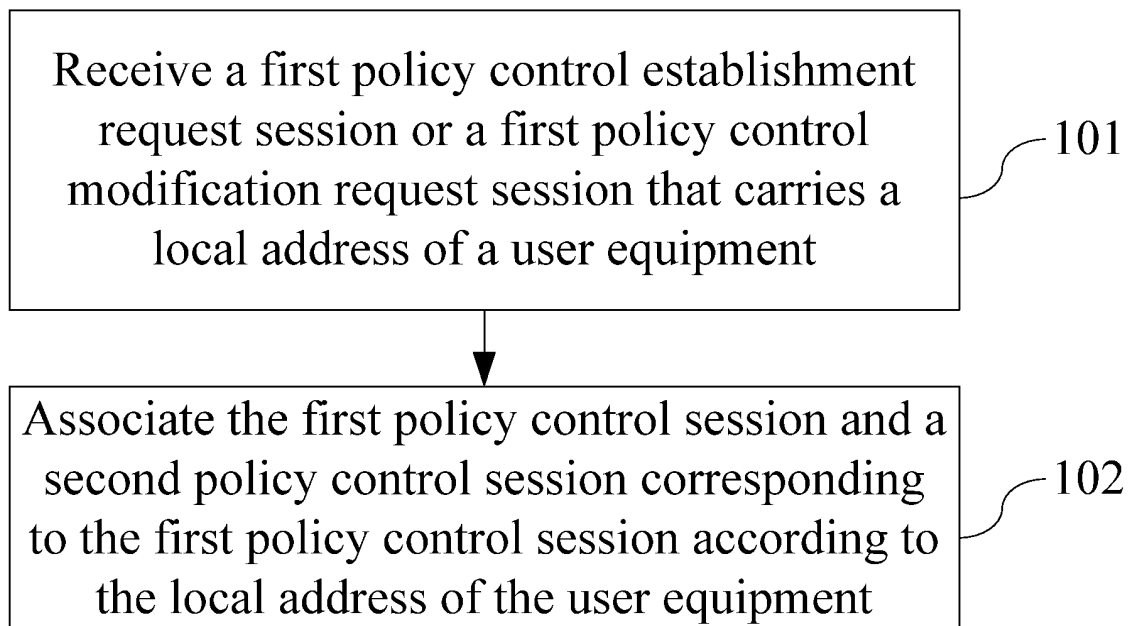 Receive a first policy control establishment
request session or a first policy control
modification request session that carries a
local address of a user equipment
101
Associate the first policy control session and a
second policy control session corresponding
to the first policy control session according to
the local address of the user equipment
102